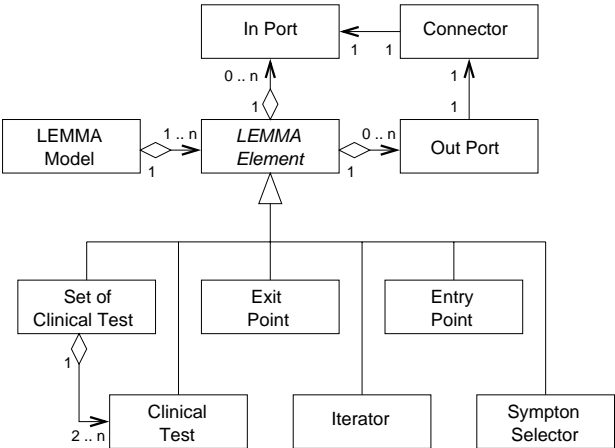 In Port
Connector
1
1
0 .. n
1
1
1
LEMMA
Model
1 .. n
1
LEMMA
Element
0 .. n
1
Out Port
Set of
Clinical Test
Exit
Point
Entry
Point
1
2 .. n
Clinical
Test
Iterator
Sympton
Selector